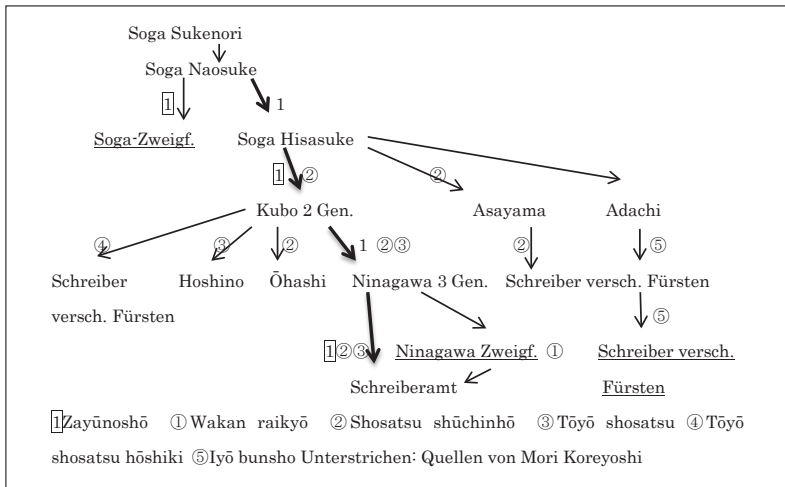 Soga Sukenori
Soga Naosuke
1 1
Soga-Zweigf. Soga Hisasuke
1 ② ②
Kubo 2 Gen. Asayama Adachi
④ ③ ② 1 ②③ ② ⑤
Schreiber Hoshino Ōhashi Ninagawa 3 Gen. Schreiber versch. Fürsten
versch. Fürsten
⑤
1②③ Ninagawa Zweigf. ① Schreiber versch.
Schreiberamt Fürsten
1Zayūnoshō ①Wakan raikyō ②Shosatsu shūchinhō ③Tōyō shosatsu ④Tōyō
shosatsu hōshiki ⑤Iyō bunsho Unterstrichen: Quellen von Mori Koreyoshi